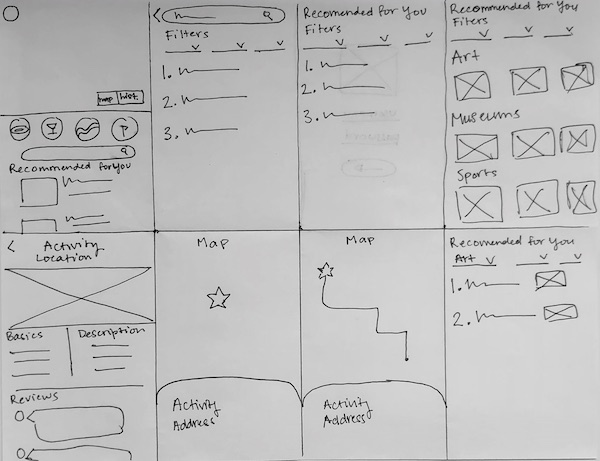 map list
Recommended for you
Filters
1.
2.
3.
Recomended for You
Fiters
1.
2.
3.
Recommended for You
Filters
Art
Museums
Sports
< Activity
Location
Basics Description
Reviews
Map
Activity
Address
Map
Activity
Address
Recomended for You
Art
1.
2.